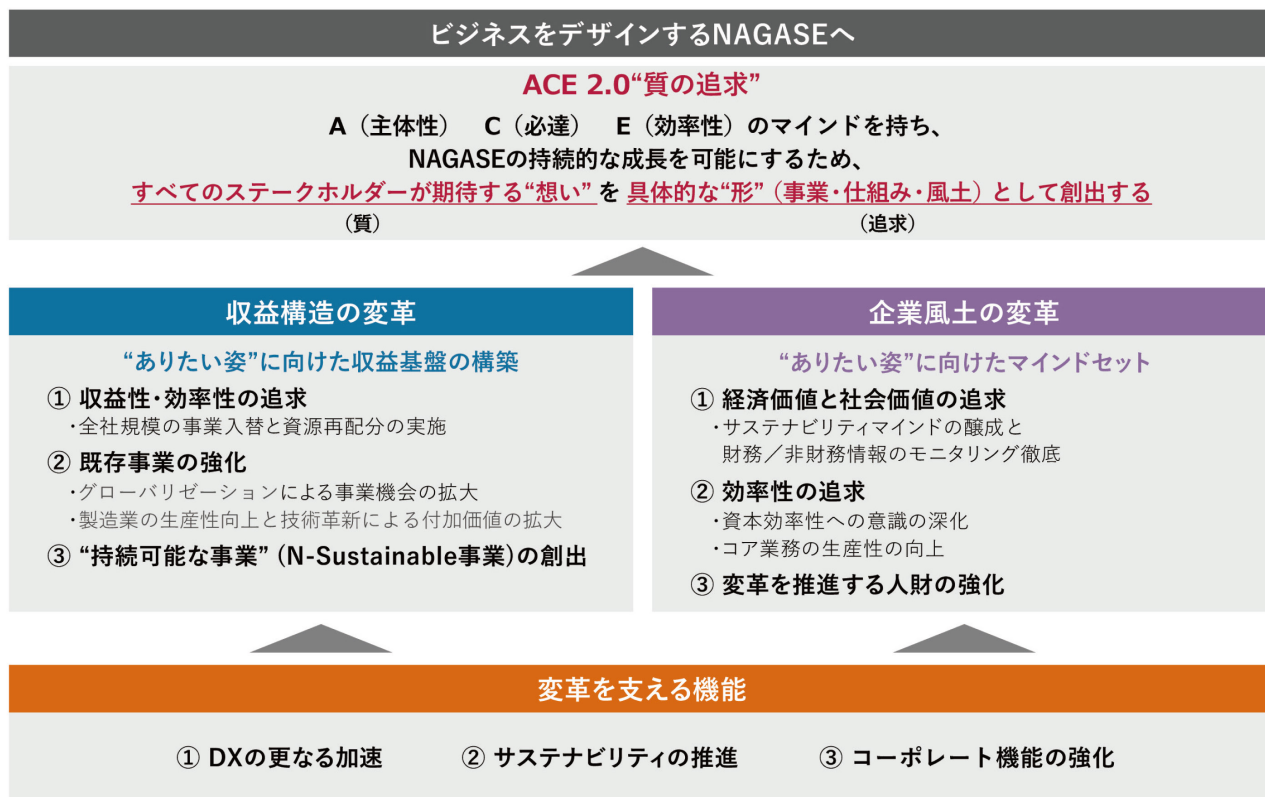 ビジネスをデザインするNAGASEへ
ACE 2.0“質の追求”
A（主体性）　C（必達）　E（効率性）のマインドを持ち、
NAGASEの持続的な成長を可能にするため、
すべてのステークホルダーが期待する“想い” を 具体的な“形”（事業・仕組み・風土）として創出する
（質）　（追求）
収益構造の変革
“ありたい姿”に向けた収益基盤の構築
① 収益性・効率性の追求
・全社規模の事業入替と資源再配分の実施
② 既存事業の強化
・グローバリゼーションによる事業機会の拡大
・製造業の生産性向上と技術革新による付加価値の拡大
③ “持続可能な事業”（N-Sustainable事業）の創出
企業風土の変革
“ありたい姿”に向けたマインドセット
① 経済価値と社会価値の追求
・サステナビリティマインドの醸成と
財務／非財務情報のモニタリング徹底
② 効率性の追求
・資本効率性への意識の深化
・コア業務の生産性の向上
③ 変革を推進する人財の強化
変革を支える機能
① DXの更なる加速　② サステナビリティの推進　③ コーポレート機能の強化